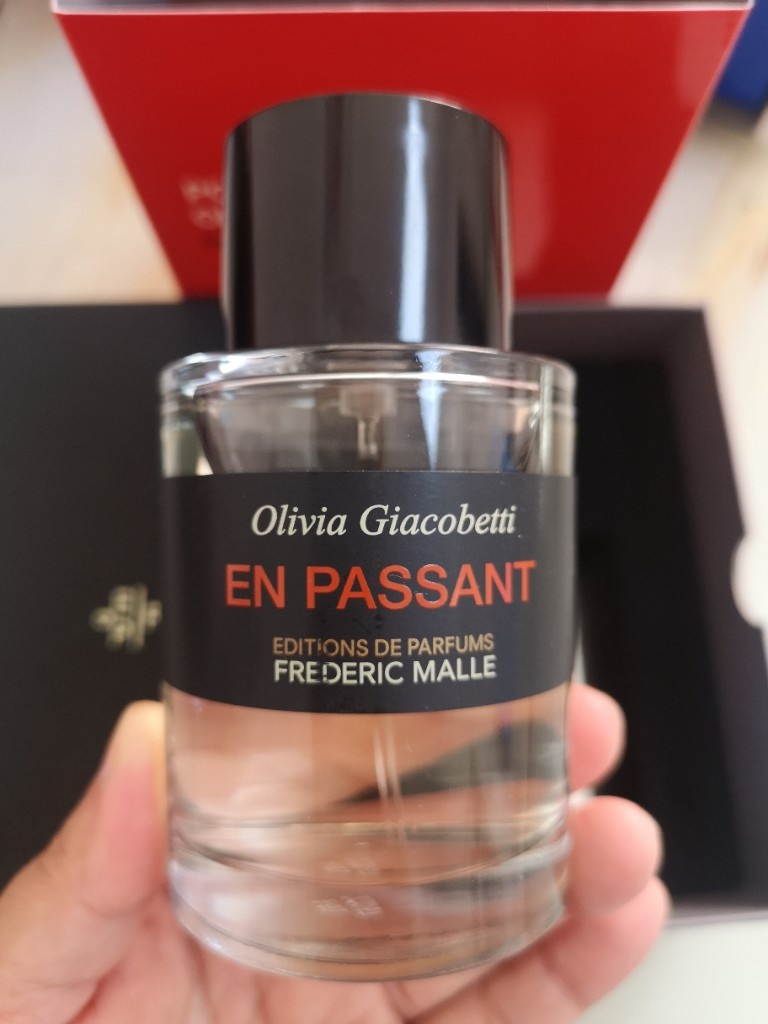 Olivia Giacobetti
EN PASSANT
EDITIONS DE PARFUMS
FREDERIC MALLE